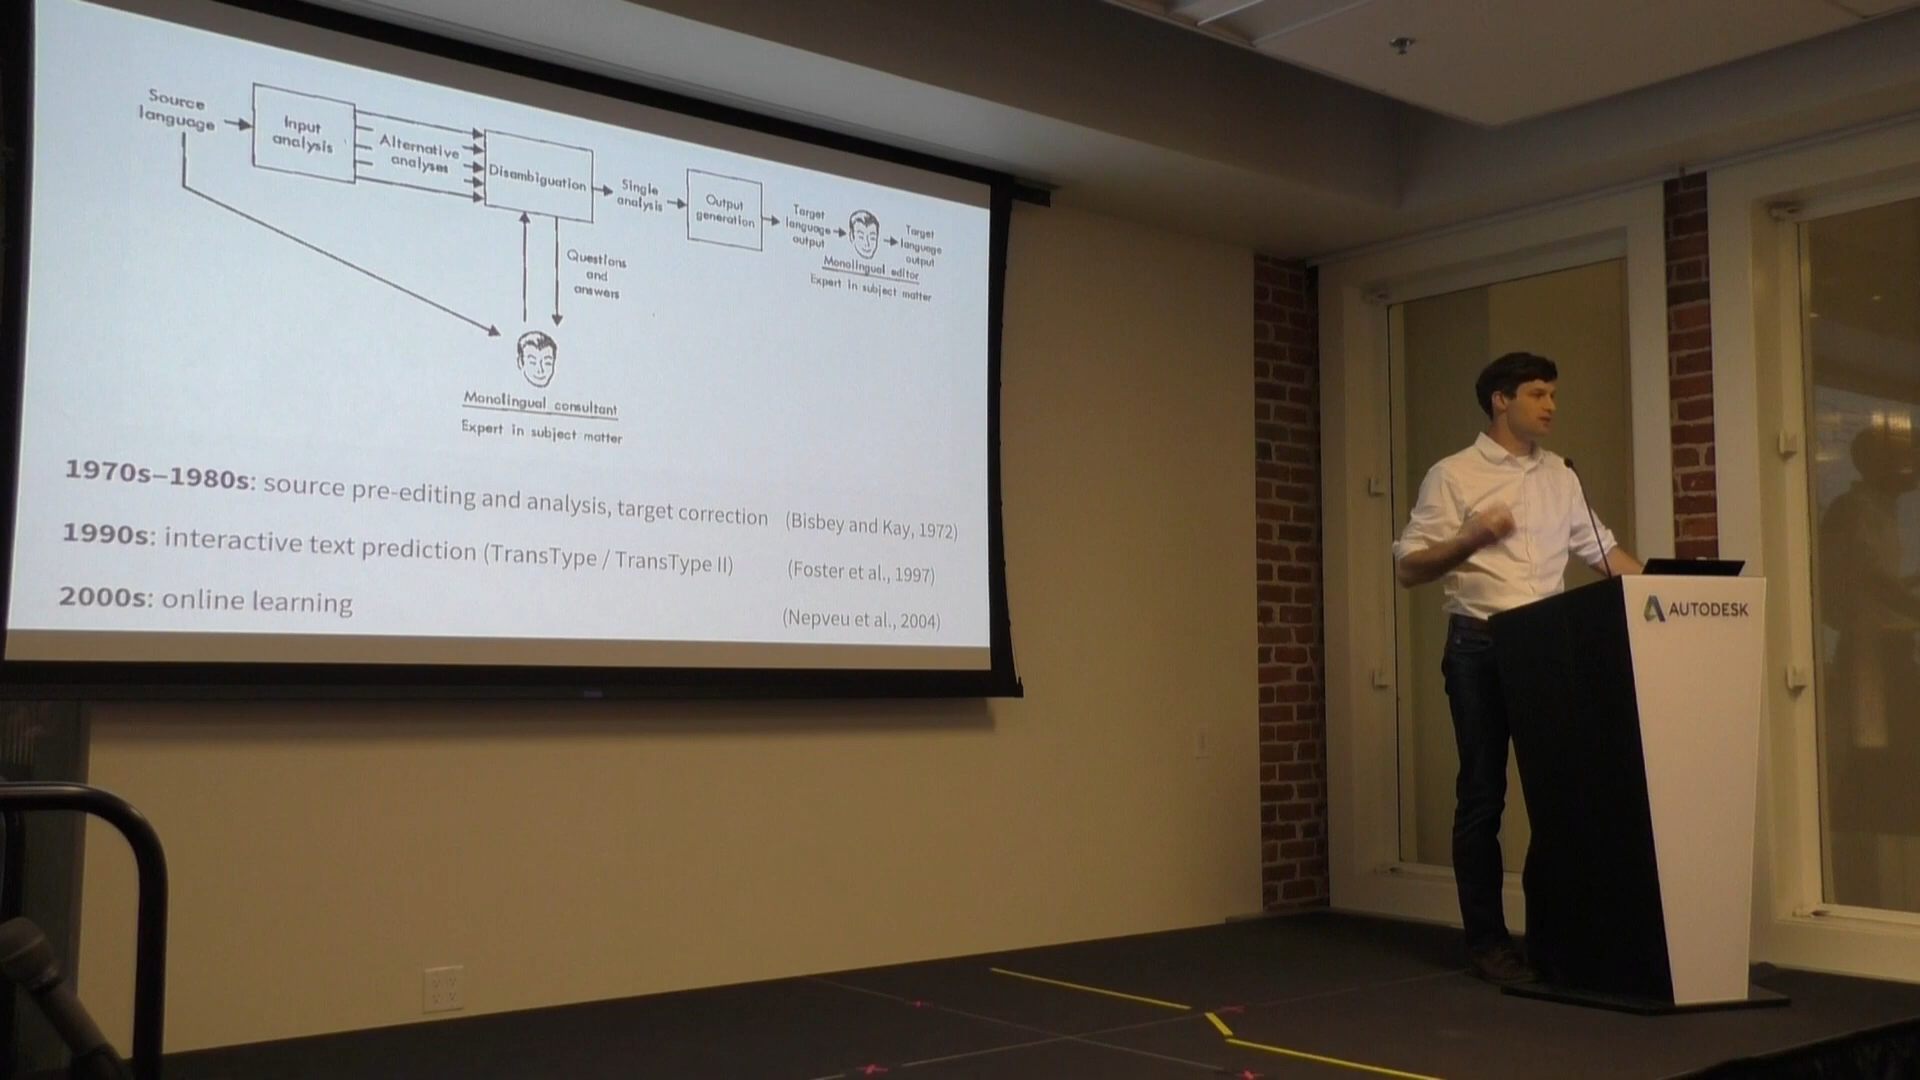 Source
language
Input
analysis
Alternative
analyses
Disambiguation
Single
analysis
Output
generation
Target
language
output
Target
language
output
Monolingual editor
Expert in subject matter
Questions
and
answers
Monolingual consultant
Expert in subject matter
1970s–1980s: source pre-editing and analysis, target correction (Bisbey and Kay, 1972)
1990s: interactive text prediction (TransType / TransType II) (Foster et al., 1997)
2000s: online learning (Nepveu et al., 2004)
AUTODESK